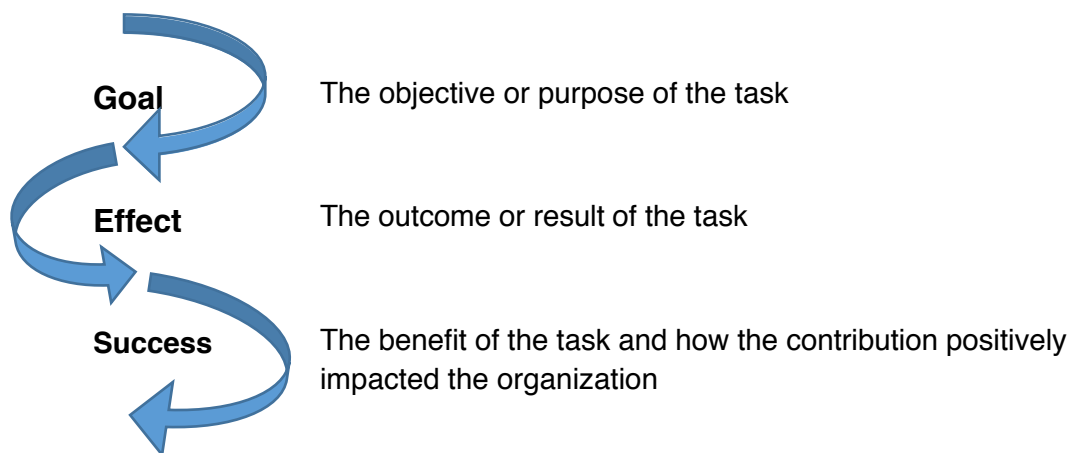 Goal
The objective or purpose of the task
Effect
The outcome or result of the task
Success
The benefit of the task and how the contribution positively
impacted the organization